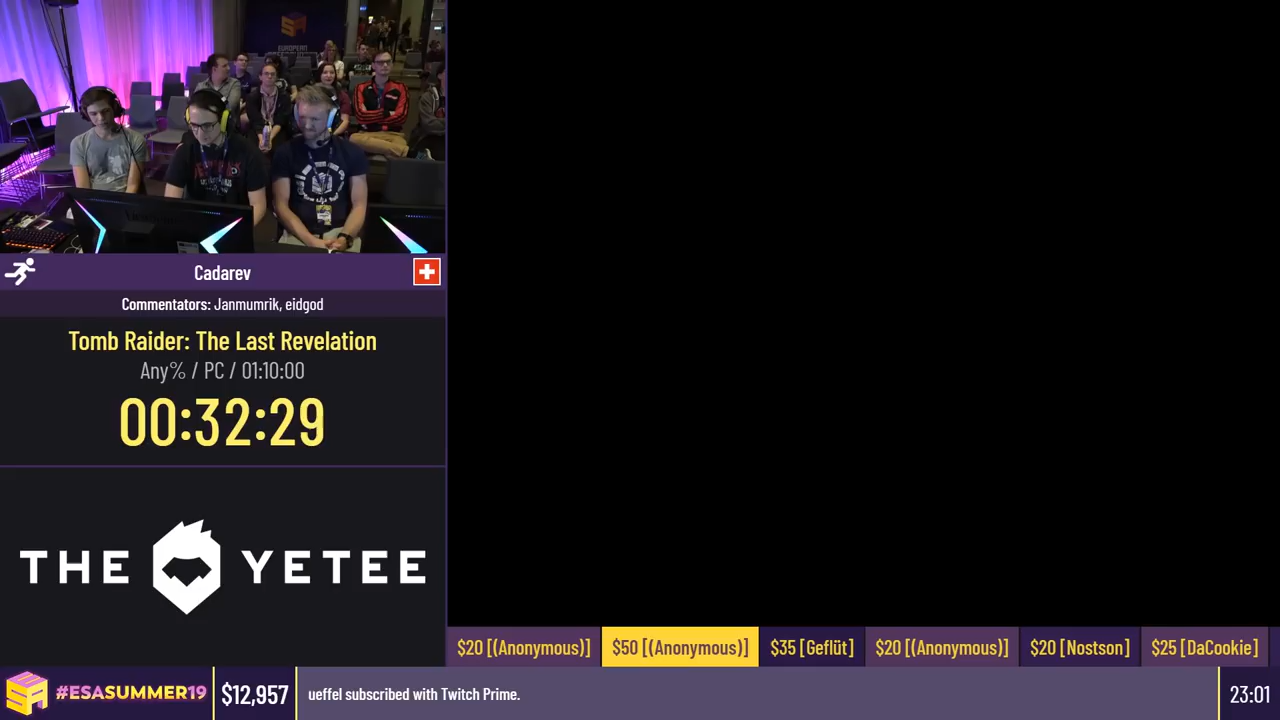 EUROPEAN
Cadarev
Commentators: Janmumrik, eidgod
Tomb Raider: The Last Revelation
Any% / PC / 01:10:00
00:32:29
THE YETEE
$20 [(Anonymous)] $50 [(Anonymous)] $35 [Geflüt] $20 [(Anonymous)] $20 [Nostson] $25 [DaCookie]
#ESASUMMER19 $12,957 ueffel subscribed with Twitch Prime. 23:01